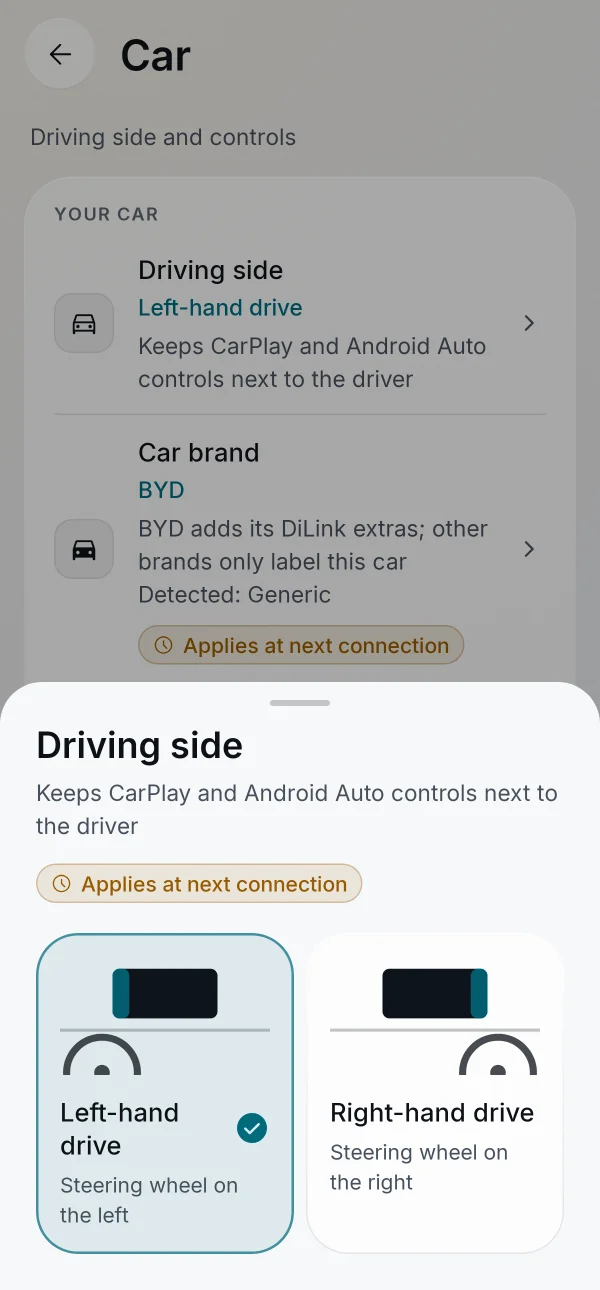 Car
Driving side and controls
YOUR CAR
Driving side
Left-hand drive
Keeps CarPlay and Android Auto
controls next to the driver
Car brand
BYD
BYD adds its DiLink extras; other
brands only label this car
Detected: Generic
Applies at next connection
Driving side
Keeps CarPlay and Android Auto controls next to
the driver
Applies at next connection
Left-hand
drive
Steering wheel on
the left
Right-hand drive
Steering wheel on
the right